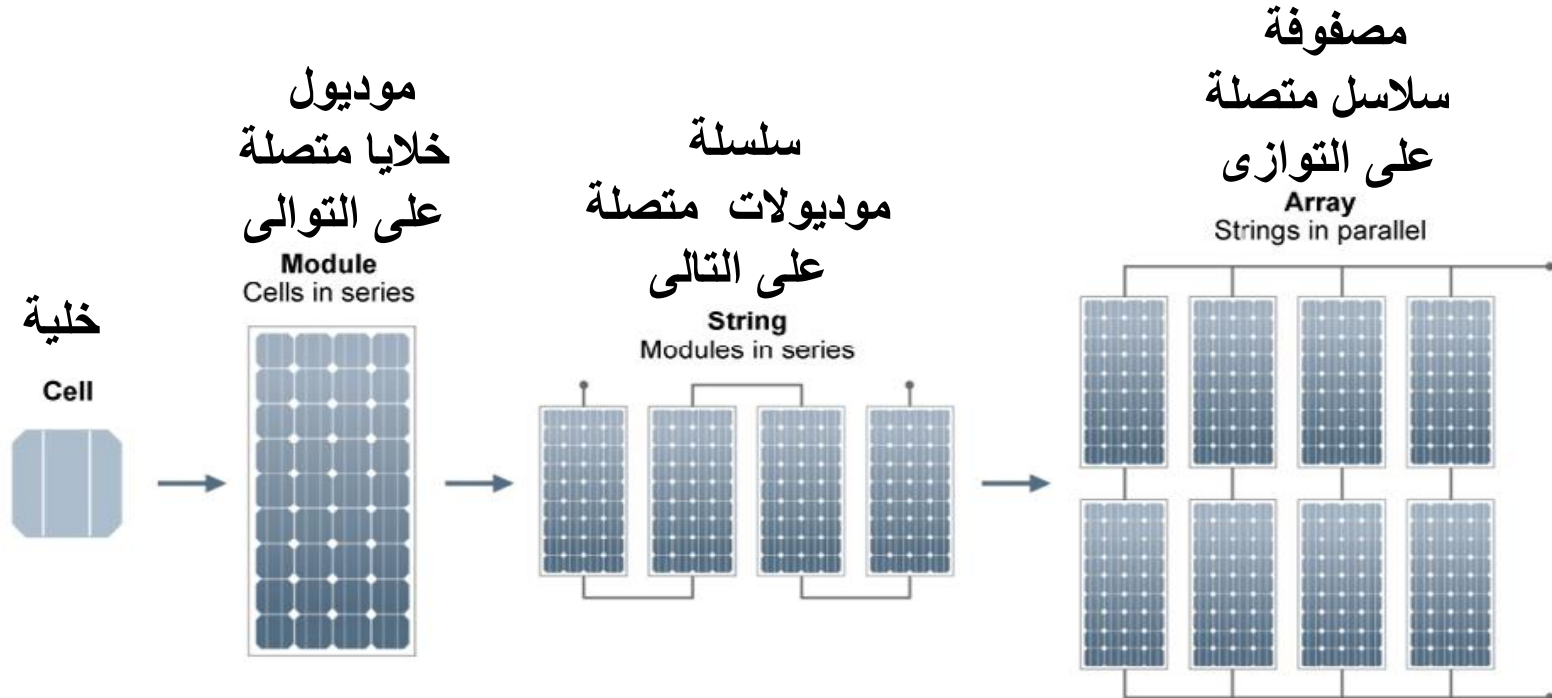 خلية
Cell
موديول
خلايا متصلة
على التوالى
Module
Cells in series
سلسلة
موديولات متصلة
على التالى
String
Modules in series
مصفوفة
سلاسل متصلة
على التوازى
Array
Strings in parallel